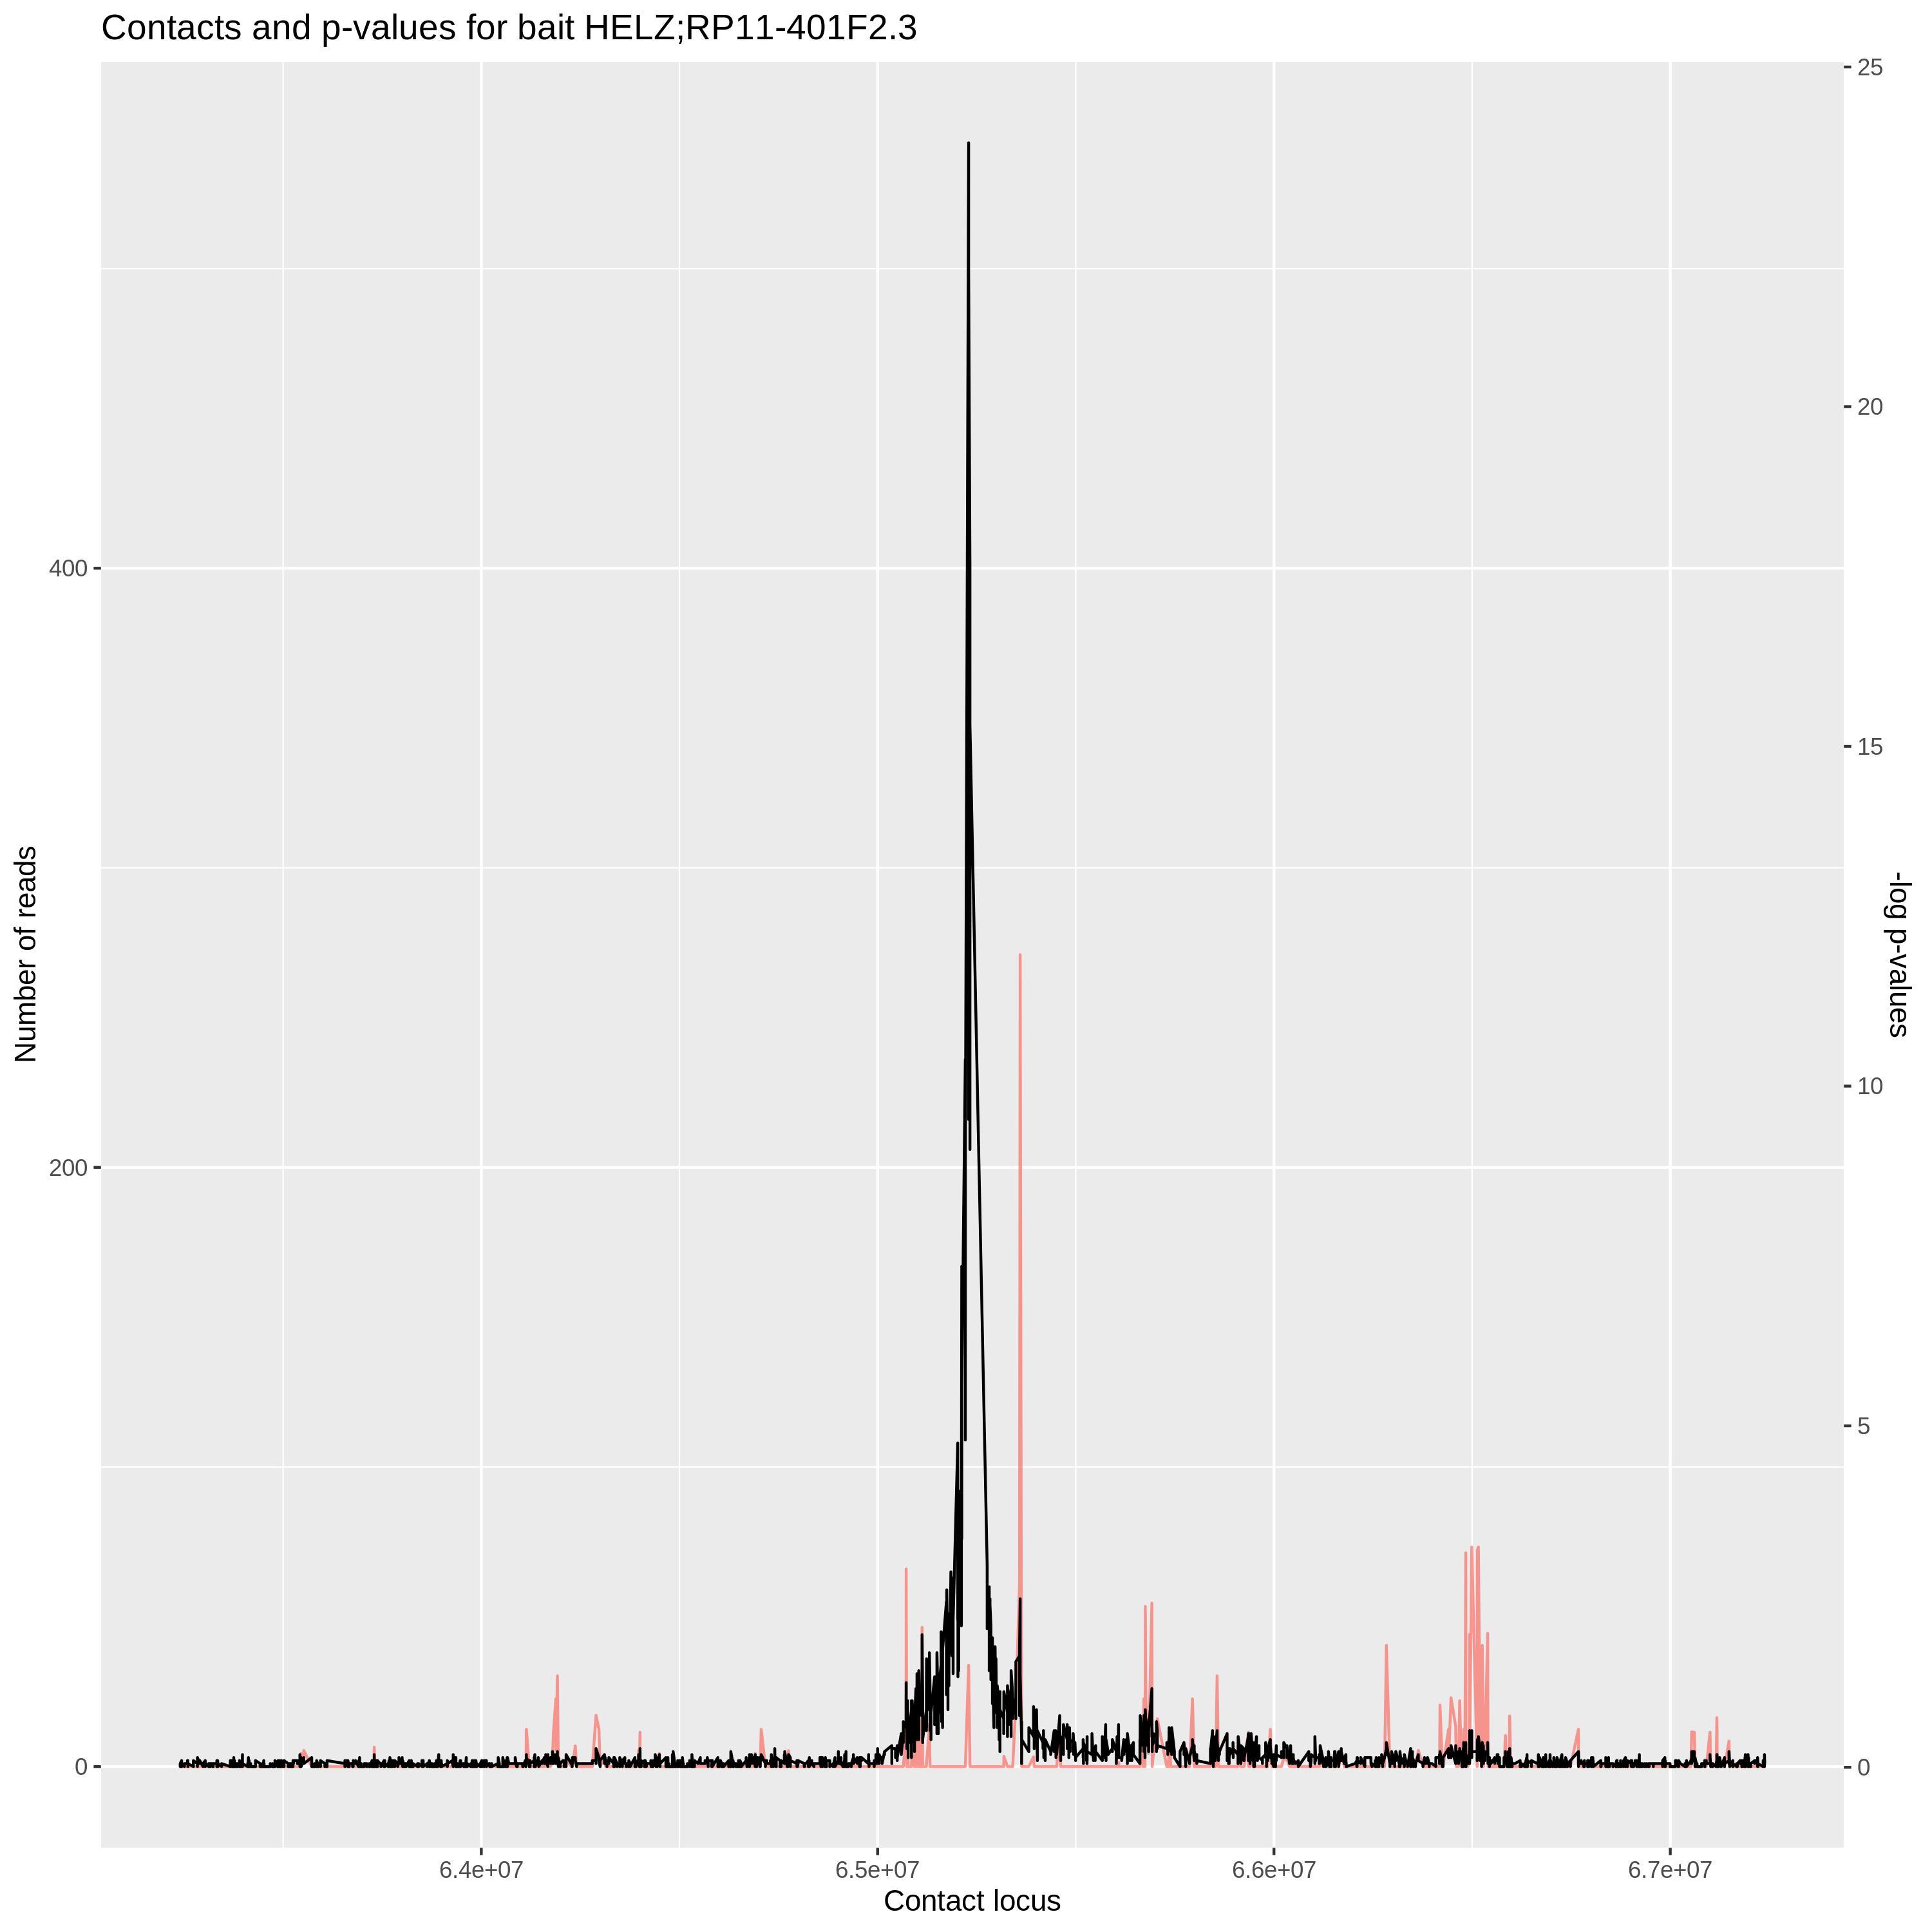 Contacts and p-values for bait HELZ;RP11-401F2.3
Number of reads
400
200
0
25
20
15
10
5
0
-log p-values
6.4e+07 6.5e+07 6.6e+07 6.7e+07
Contact locus